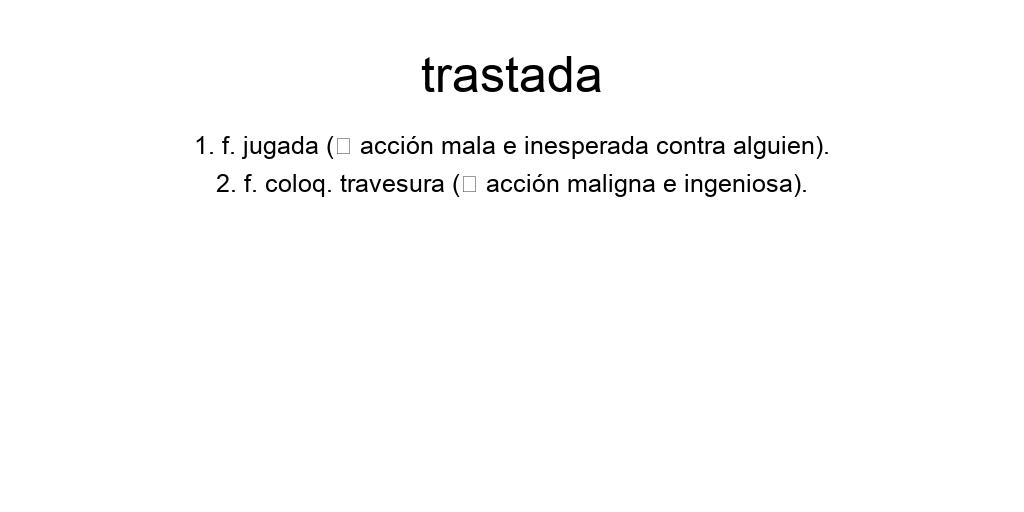 trastada
1. f. jugada (▯ acción mala e inesperada contra alguien).
2. f. coloq. travesura (▯ acción maligna e ingeniosa).